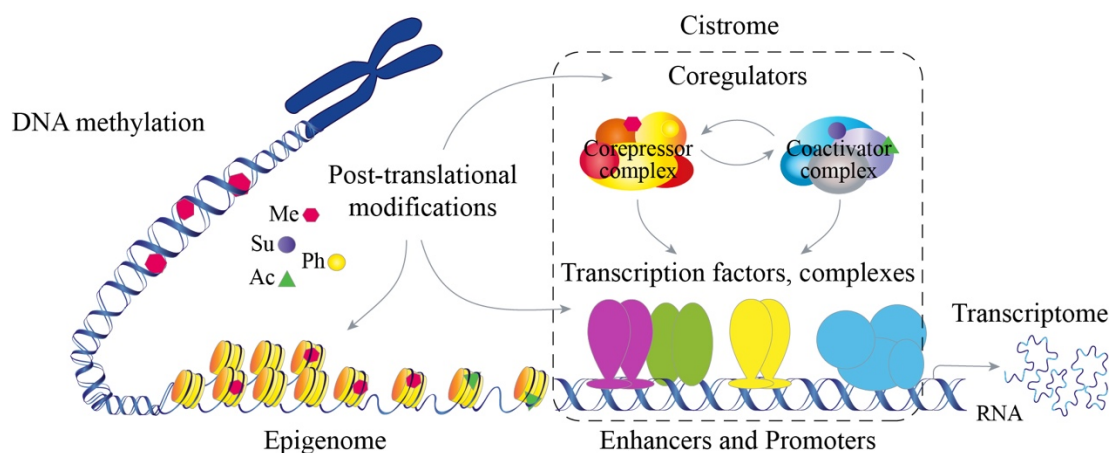 Cistrome
Coregulators
DNA methylation
Corepressor
complex
Coactivator
complex
Post-translational
modifications
Me
Su
Ph
Ac
Transcription factors, complexes
Transcriptome
RNA
Epigenome
Enhancers and Promoters